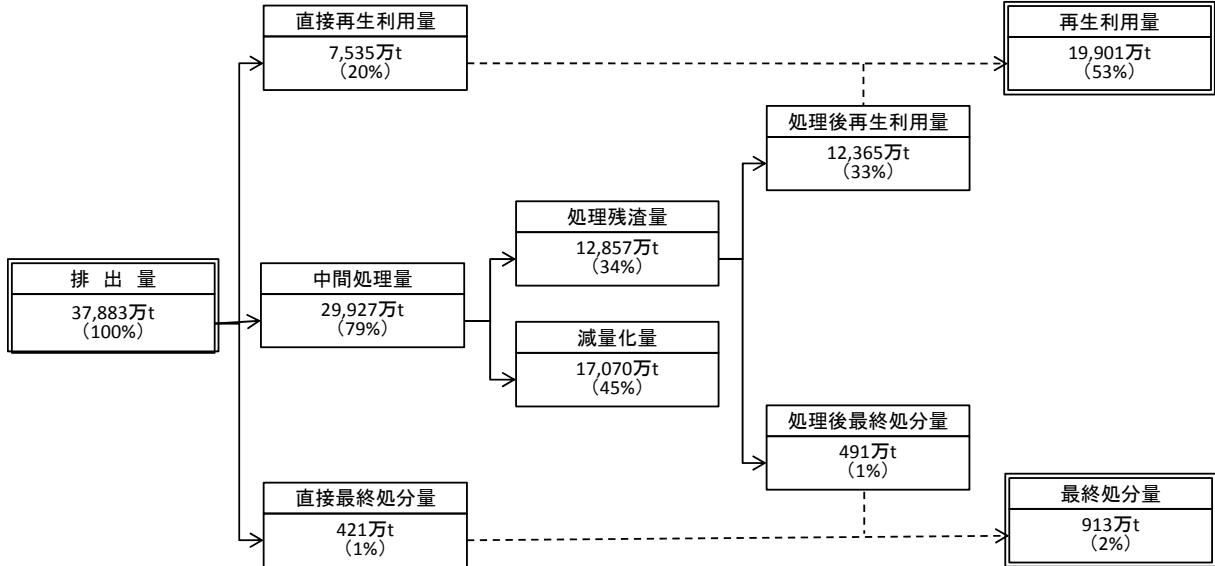 直接再生利用量
7,535万t
(20%)
再生利用量
19,901万t
(53%)
処理後再生利用量
12,365万t
(33%)
処理残渣量
12,857万t
(34%)
排 出 量
37,883万t
(100%)
中間処理量
29,927万t
(79%)
減量化量
17,070万t
(45%)
処理後最終処分量
491万t
(1%)
直接最終処分量
421万t
(1%)
最終処分量
913万t
(2%)